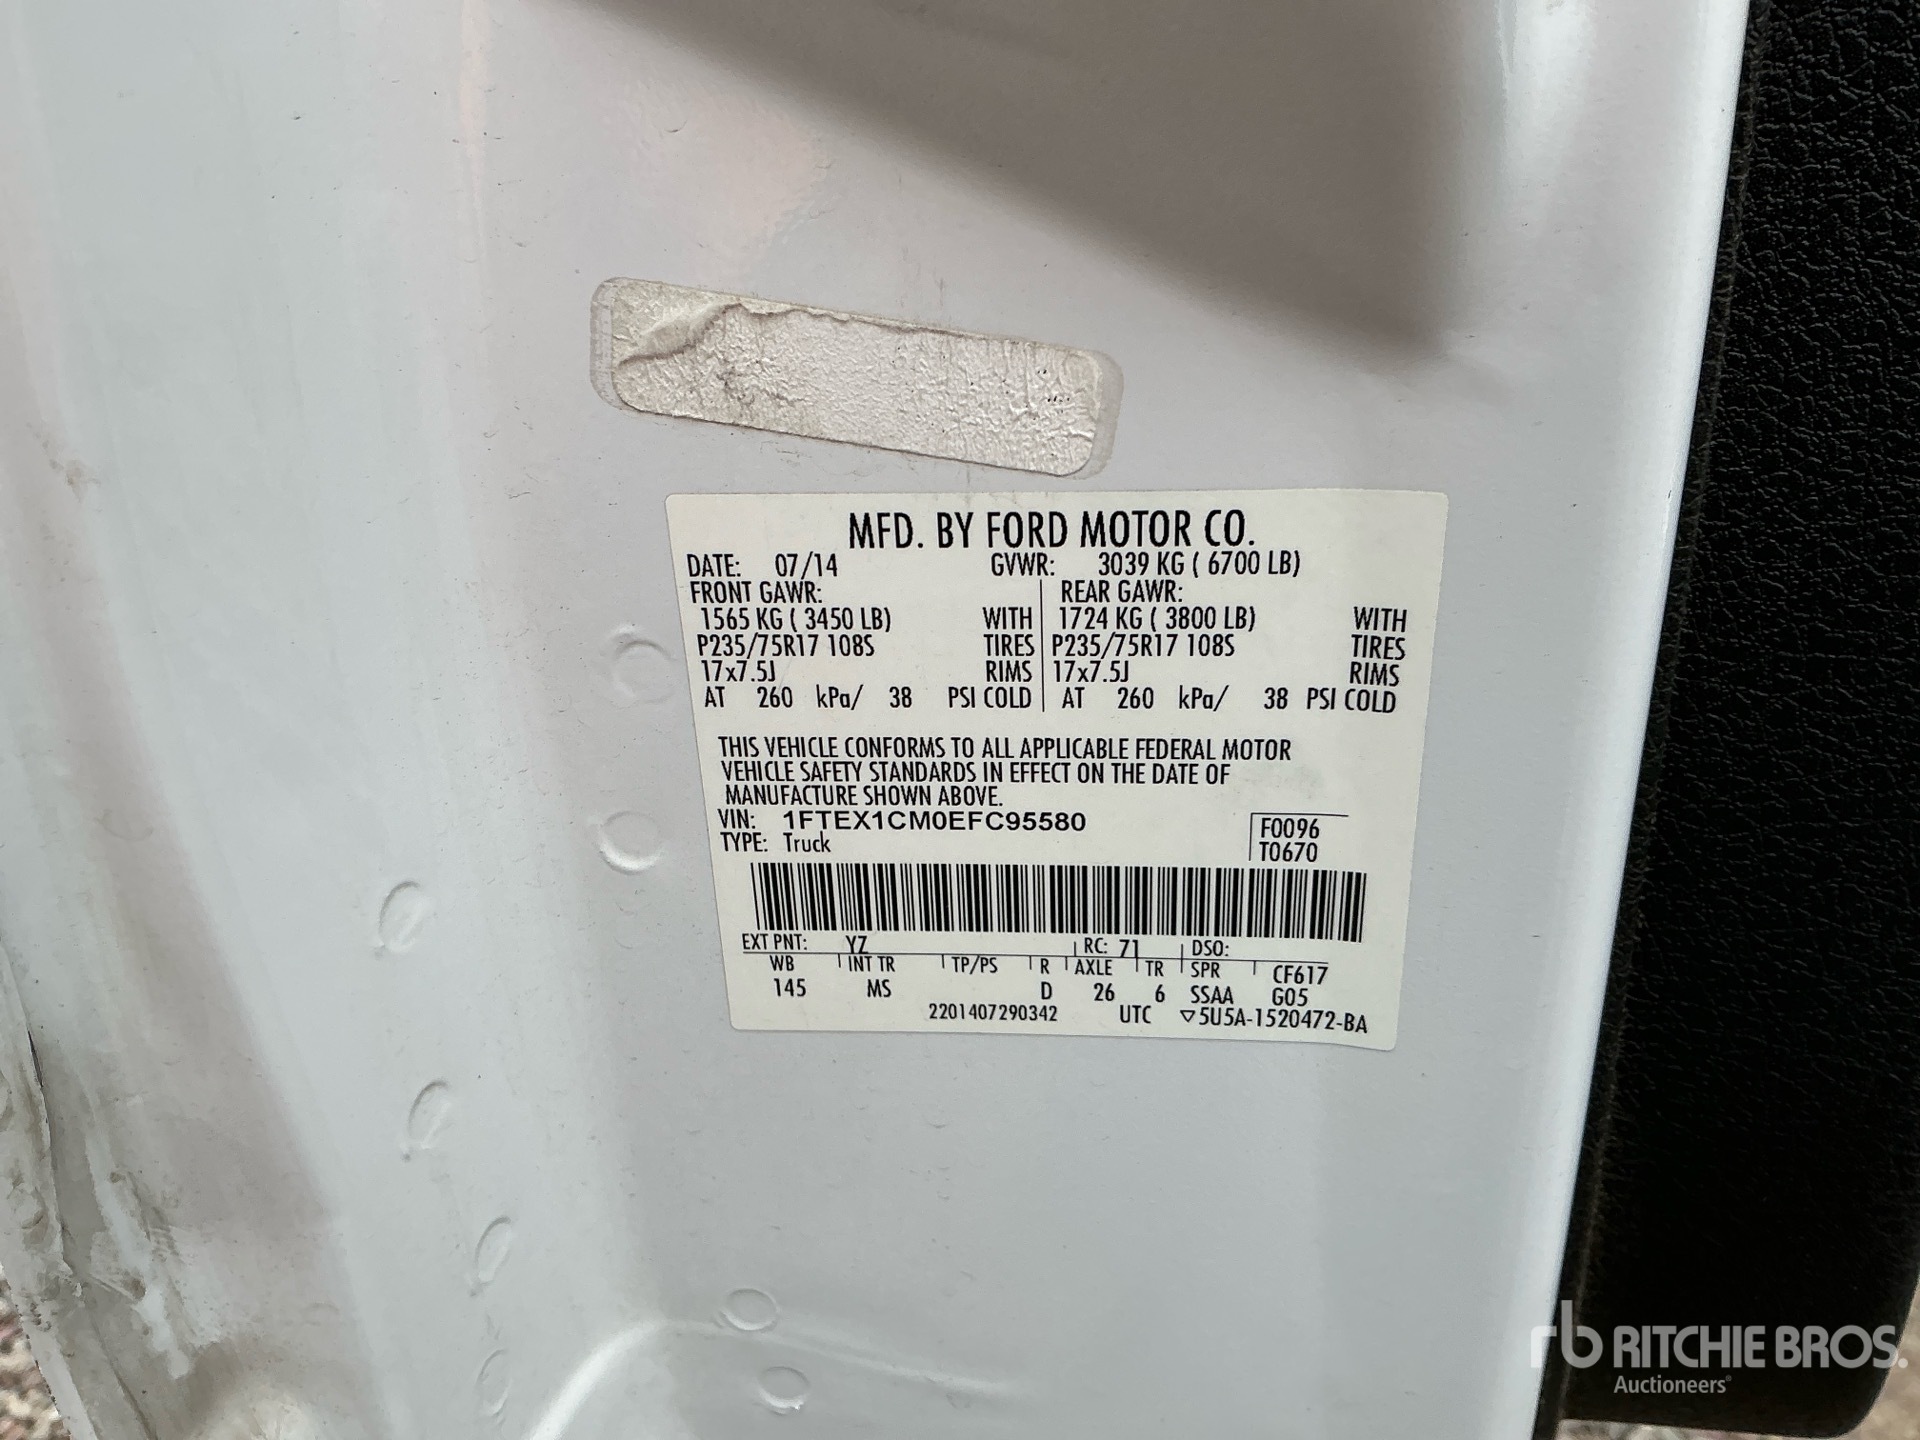 MFD. BY FORD MOTOR CO.
DATE: 07/14 GVWR: 3039 KG ( 6700 LB)
FRONT GAWR: REAR GAWR:
1565 KG ( 3450 LB) WITH 1724 KG ( 3800 LB) WITH
P235/75R17 108S TIRES P235/75R17 108S TIRES
17x7.5J RIMS 17x7.5J RIMS
AT 260 kPa/ 38 PSI COLD AT 260 kPa/ 38 PSI COLD
THIS VEHICLE CONFORMS TO ALL APPLICABLE FEDERAL MOTOR
VEHICLE SAFETY STANDARDS IN EFFECT ON THE DATE OF
MANUFACTURE SHOWN ABOVE.
VIN: 1FTEX1CM0EFC95580 F0096
TYPE: Truck T0670
EXT PNT: YZ RC: 71 DSO:
WB INT TR TP/PS R AXLE TR SPR CF617
145 MS D 26 6 SSAA G05
2201407290342 UTC ▽5U5A-1520472-BA
rb RITCHIE BROS.
Auctioneers®